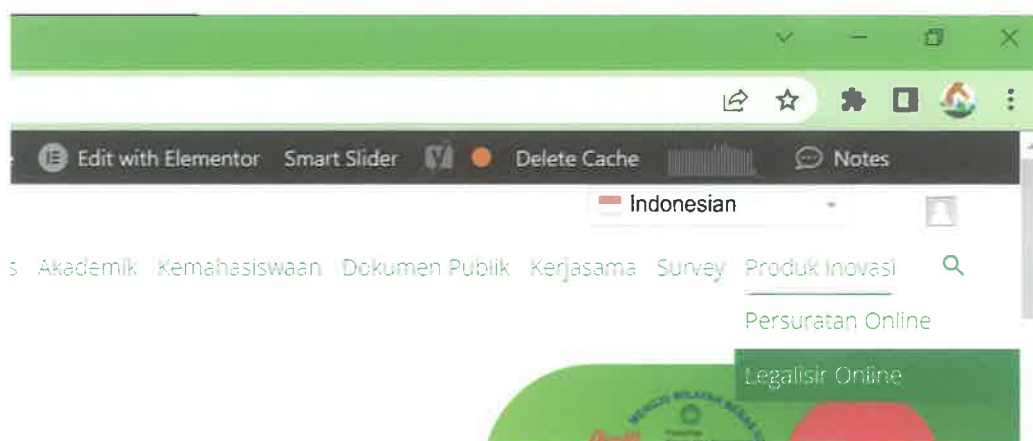 Edit with Elementor Smart Slider Delete Cache Notes
Indonesian
s Akademik Kemahasiswaan Dokumen Publik Kerjasama Survey Produk Inovasi
Persuratan Online
Legalisir Online